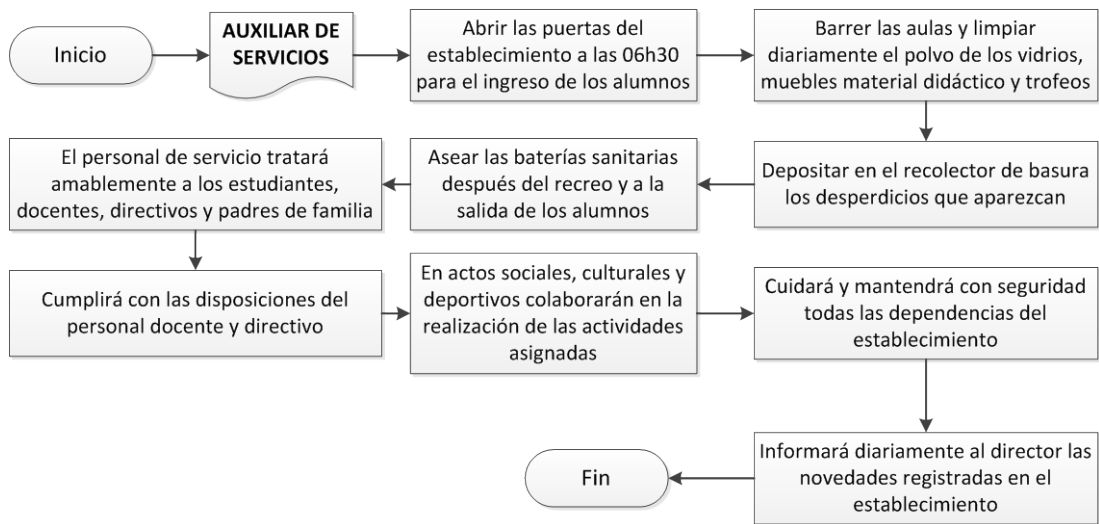 Inicio
AUXILIAR DE
SERVICIOS
Abrir las puertas del
establecimiento a las 06h30
para el ingreso de los alumnos
Barrer las aulas y limpiar
diariamente el polvo de los vidrios,
muebles material didáctico y trofeos
Depositar en el recolector de basura
los desperdicios que aparezcan
Asear las baterías sanitarias
después del recreo y a la
salida de los alumnos
El personal de servicio tratará
amablemente a los estudiantes,
docentes, directivos y padres de familia
Cumplirá con las disposiciones del
personal docente y directivo
En actos sociales, culturales y
deportivos colaborarán en la
realización de las actividades
asignadas
Cuidará y mantendrá con seguridad
todas las dependencias del
establecimiento
Informará diariamente al director las
novedades registradas en el
establecimiento
Fin